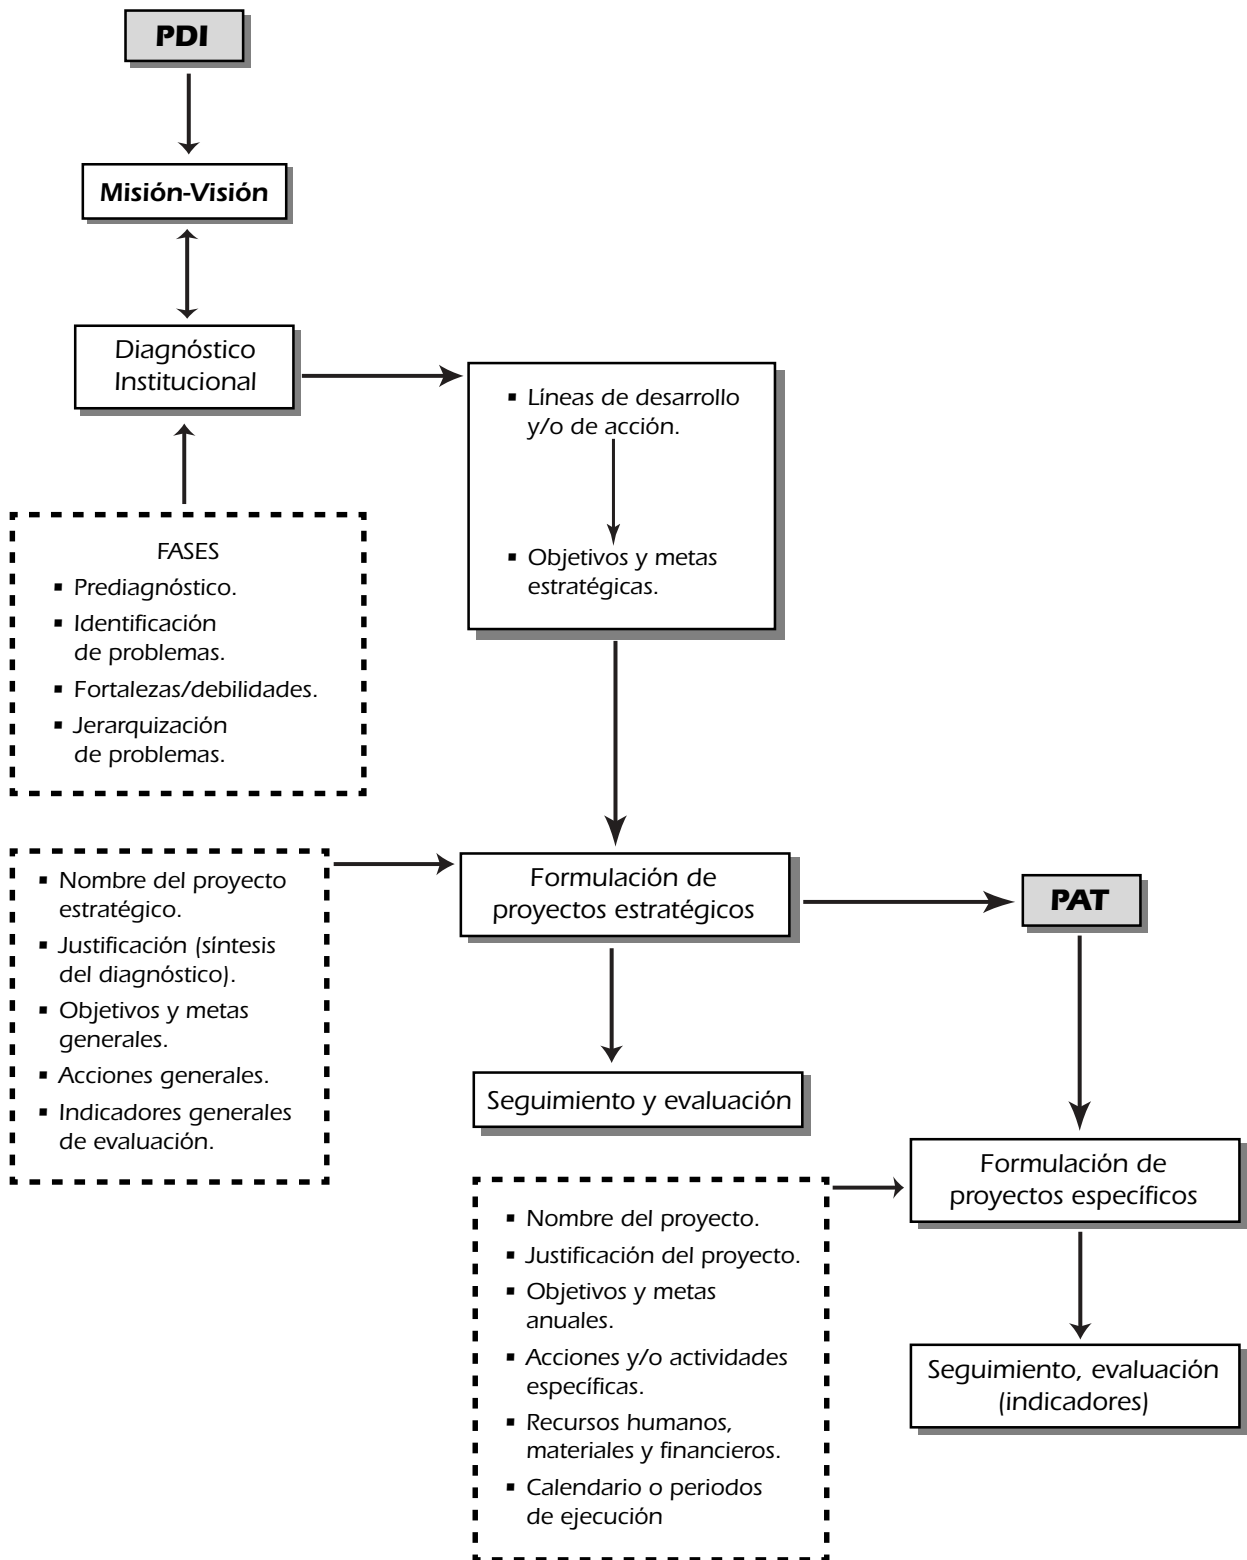 PDI
Misión-Visión
Diagnóstico
Institucional
▪ Líneas de desarrollo
y/o de acción.
▪ Objetivos y metas
estratégicas.
FASES
▪ Prediagnóstico.
▪ Identificación
de problemas.
▪ Fortalezas/debilidades.
▪ Jerarquización
de problemas.
▪ Nombre del proyecto
estratégico.
▪ Justificación (síntesis
del diagnóstico).
▪ Objetivos y metas
generales.
▪ Acciones generales.
▪ Indicadores generales
de evaluación.
Formulación de
proyectos estratégicos
PAT
Seguimiento y evaluación
Formulación de
proyectos específicos
▪ Nombre del proyecto.
▪ Justificación del proyecto.
▪ Objetivos y metas
anuales.
▪ Acciones y/o actividades
específicas.
▪ Recursos humanos,
materiales y financieros.
▪ Calendario o periodos
de ejecución
Seguimiento, evaluación
(indicadores)